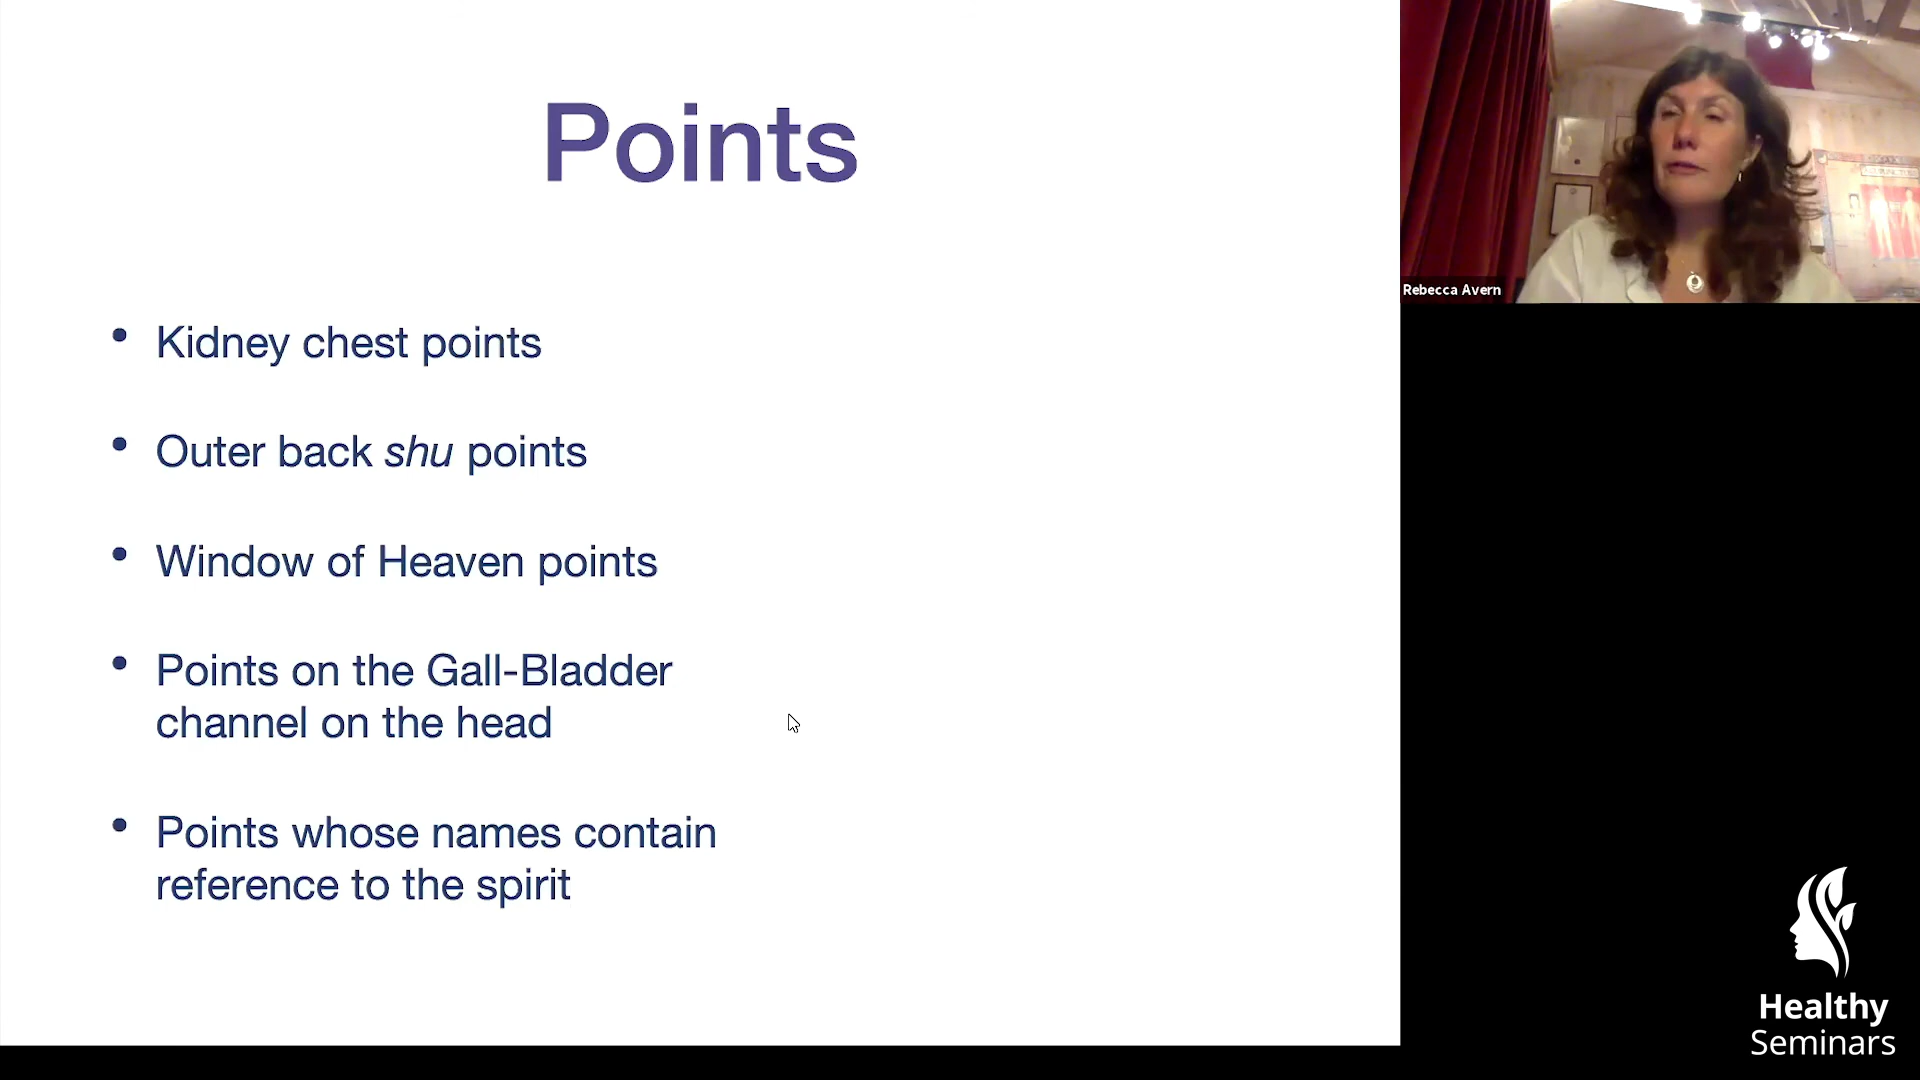 Points
• Kidney chest points
• Outer back shu points
• Window of Heaven points
• Points on the Gall-Bladder
channel on the head
• Points whose names contain
reference to the spirit
Rebecca Avern
Healthy
Seminars